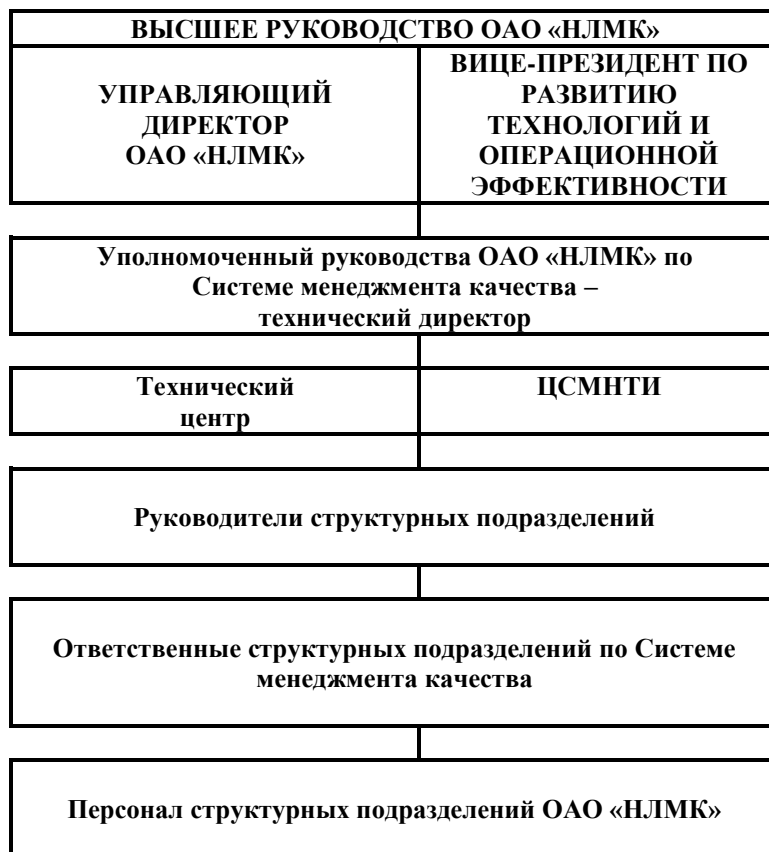 ВЫСШЕЕ РУКОВОДСТВО ОАО «НЛМК»
УПРАВЛЯЮЩИЙ
ДИРЕКТОР
ОАО «НЛМК»
ВИЦЕ-ПРЕЗИДЕНТ ПО
РАЗВИТИЮ
ТЕХНОЛОГИЙ И
ОПЕРАЦИОННОЙ
ЭФФЕКТИВНОСТИ
Уполномоченный руководства ОАО «НЛМК» по
Системе менеджмента качества –
технический директор
Технический
центр
ЦСМНТИ
Руководители структурных подразделений
Ответственные структурных подразделений по Системе
менеджмента качества
Персонал структурных подразделений ОАО «НЛМК»